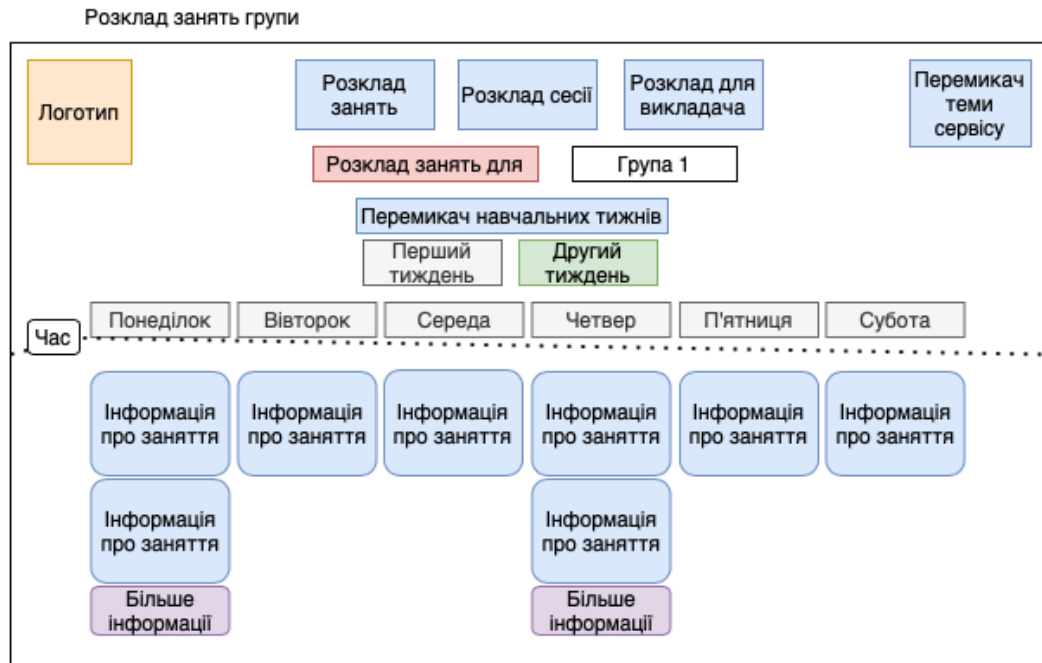 Розклад занять групи
Логотип
Розклад
занять
Розклад сесії
Розклад для
викладача
Перемикач
теми
сервісу
Розклад занять для
Група 1
Перемикач навчальних тижнів
Перший
тиждень
Другий
тиждень
Час
Понеділок
Вівторок
Середа
Четвер
П'ятниця
Субота
Інформація
про заняття
Інформація
про заняття
Інформація
про заняття
Інформація
про заняття
Інформація
про заняття
Інформація
про заняття
Інформація
про заняття
Інформація
про заняття
Більше
інформації
Більше
інформації